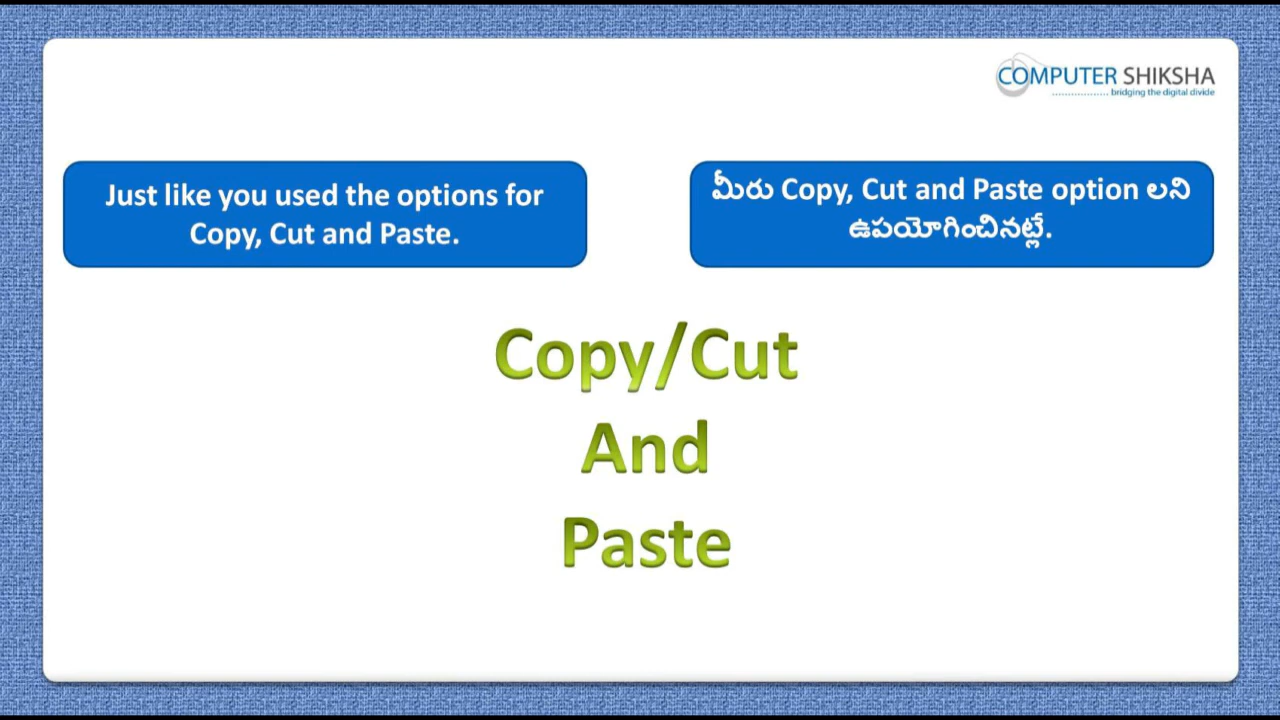 COMPUTER SHIKSHA
.................. bridging the digital divide
Just like you used the options for
Copy, Cut and Paste.
మీరు Copy, Cut and Paste option లని
ఉపయోగించినట్లే.
Copy/Cut
And
Paste